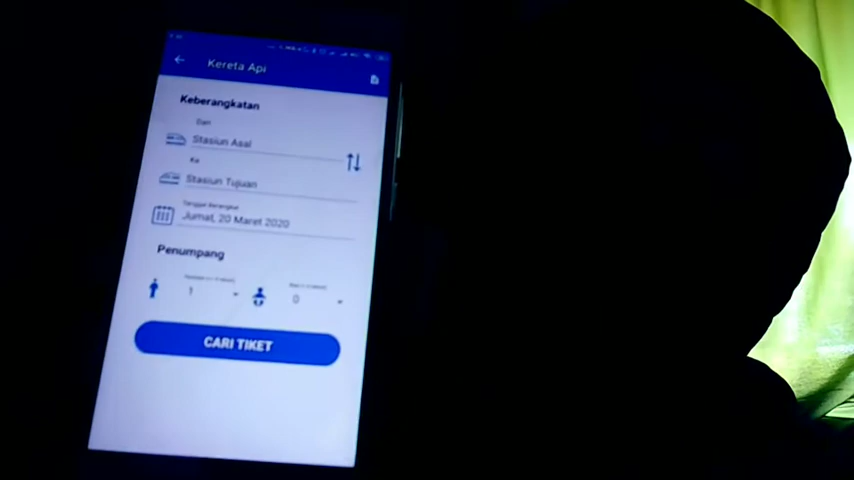 Kereta Api
Keberangkatan
Dari
Stasiun Asal
Ke
Stasiun Tujuan
Tanggal Berangkat
Jumat, 20 Maret 2020
Penumpang
1
0
CARI TIKET